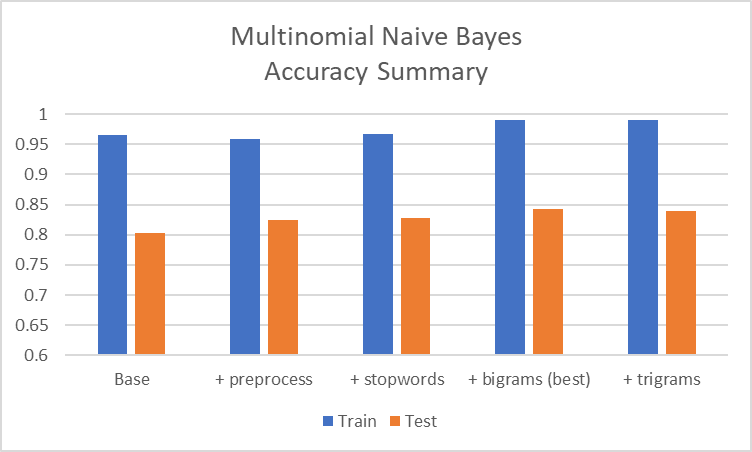 Multinomial Naive Bayes
Accuracy Summary
1
0.95
0.9
0.85
0.8
0.75
0.7
0.65
0.6
Base + preprocess + stopwords + bigrams (best) + trigrams
Train Test